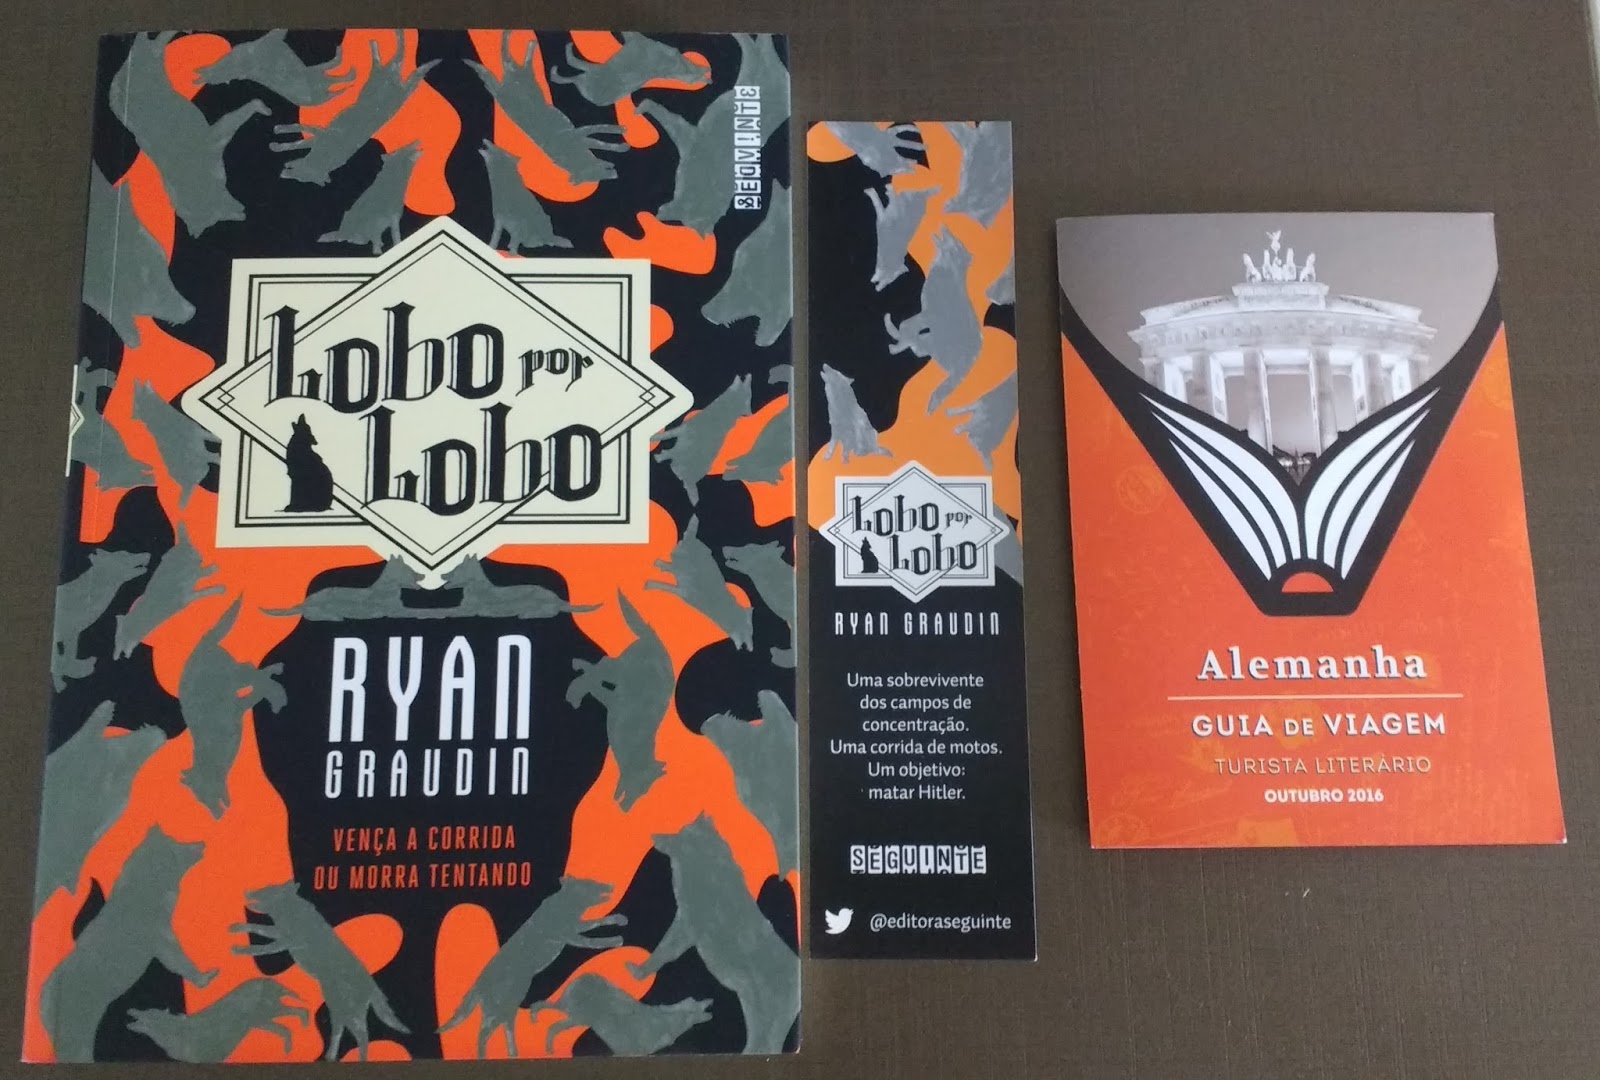 SEGUINTE
Lobo por
Lobo
RYAN
GRAUDIN
VENÇA A CORRIDA
OU MORRA TENTANDO
Lobo por
Lobo
RYAN GRAUDIN
Uma sobrevivente
dos campos de
concentração.
Uma corrida de motos.
Um objetivo:
matar Hitler.
SEGUINTE
@editoraseguinte
Alemanha
GUIA DE VIAGEM
TURISTA LITERÁRIO
OUTUBRO 2016